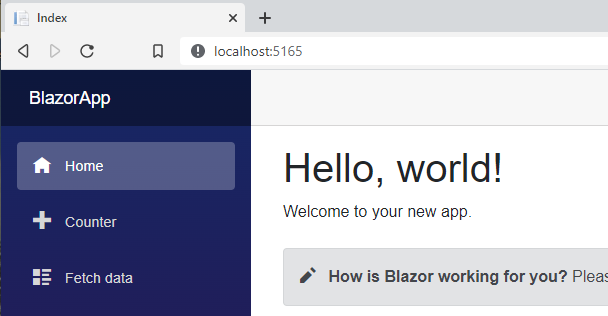 Index
localhost:5165
BlazorApp
Home
Counter
Fetch data
Hello, world!
Welcome to your new app.
How is Blazor working for you? Pleas